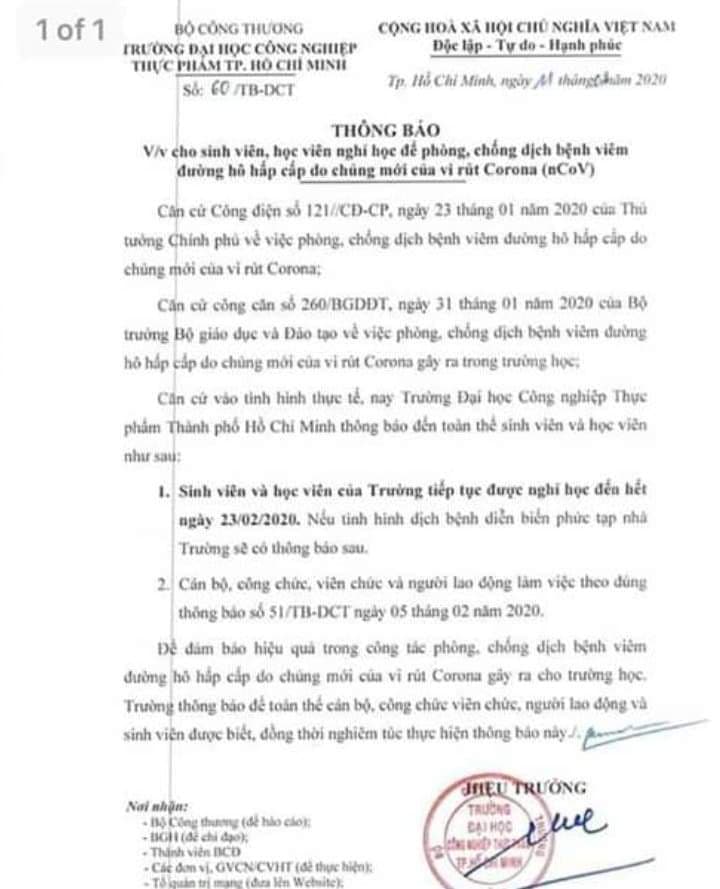 1 of 1
BỘ CÔNG THƯƠNG
TRƯỜNG ĐẠI HỌC CÔNG NGHIỆP
THỰC PHẨM TP. HỒ CHÍ MINH
Số: 60 /TB-DCT
CỘNG HOÀ XÃ HỘI CHỦ NGHĨA VIỆT NAM
Độc lập - Tự do - Hạnh phúc
Tp. Hồ Chí Minh, ngày 11 tháng năm 2020
THÔNG BÁO
V/v cho sinh viên, học viên nghỉ học để phòng, chống dịch bệnh viêm
đường hô hấp cấp do chủng mới của vi rút Corona (nCoV)
Căn cứ Công điện số 121//CĐ-CP, ngày 23 tháng 01 năm 2020 của Thủ
tướng Chính phủ về việc phòng, chống dịch bệnh viêm đường hô hấp cấp do
chủng mới của vi rút Corona;
Căn cứ công căn số 260/BGDĐT, ngày 31 tháng 01 năm 2020 của Bộ
trưởng Bộ giáo dục và Đào tạo về việc phòng, chống dịch bệnh viêm đường
hô hấp cấp do chủng mới của vi rút Corona gây ra trong trường học;
Căn cứ vào tình hình thực tế, nay Trường Đại học Công nghiệp Thực
phẩm Thành phố Hồ Chí Minh thông báo đến toàn thể sinh viên và học viên
như sau:
1. Sinh viên và học viên của Trường tiếp tục được nghỉ học đến hết
ngày 23/02/2020. Nếu tình hình dịch bệnh diễn biến phức tạp nhà
Trường sẽ có thông báo sau.
2. Cán bộ, công chức, viên chức và người lao động làm việc theo đúng
thông báo số 51/TB-DCT ngày 05 tháng 02 năm 2020.
Để đảm bảo hiệu quả trong công tác phòng, chống dịch bệnh viêm
đường hô hấp cấp do chủng mới của vi rút Corona gây ra cho trường học.
Trường thông báo để toàn thể cán bộ, công chức viên chức, người lao động và
sinh viên được biết, đồng thời nghiêm túc thực hiện thông báo này./.
HIỆU TRƯỞNG
TRƯỜNG
ĐẠI HỌC
CÔNG NGHIỆP THỰC PHẨM
TP. HỒ CHÍ MINH
Nơi nhận:
- Bộ Công thương (để báo cáo);
- BGH (để chỉ đạo);
- Thành viên BCĐ
- Các đơn vị, GVCN/CVHT (để thực hiện);
- Tổ quản trị mạng (đưa lên Website);